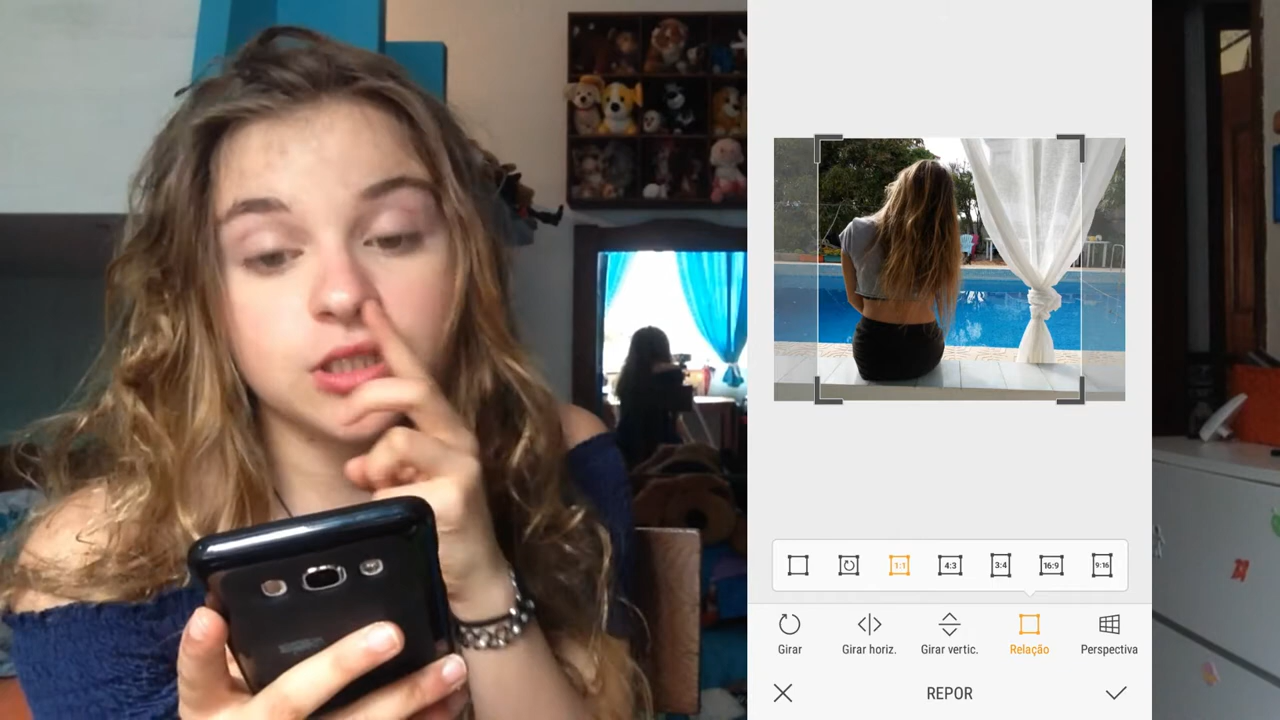 1:1 4:3 3:4 16:9 9:16
Girar Girar horiz. Girar vertic. Relação Perspectiva
REPOR